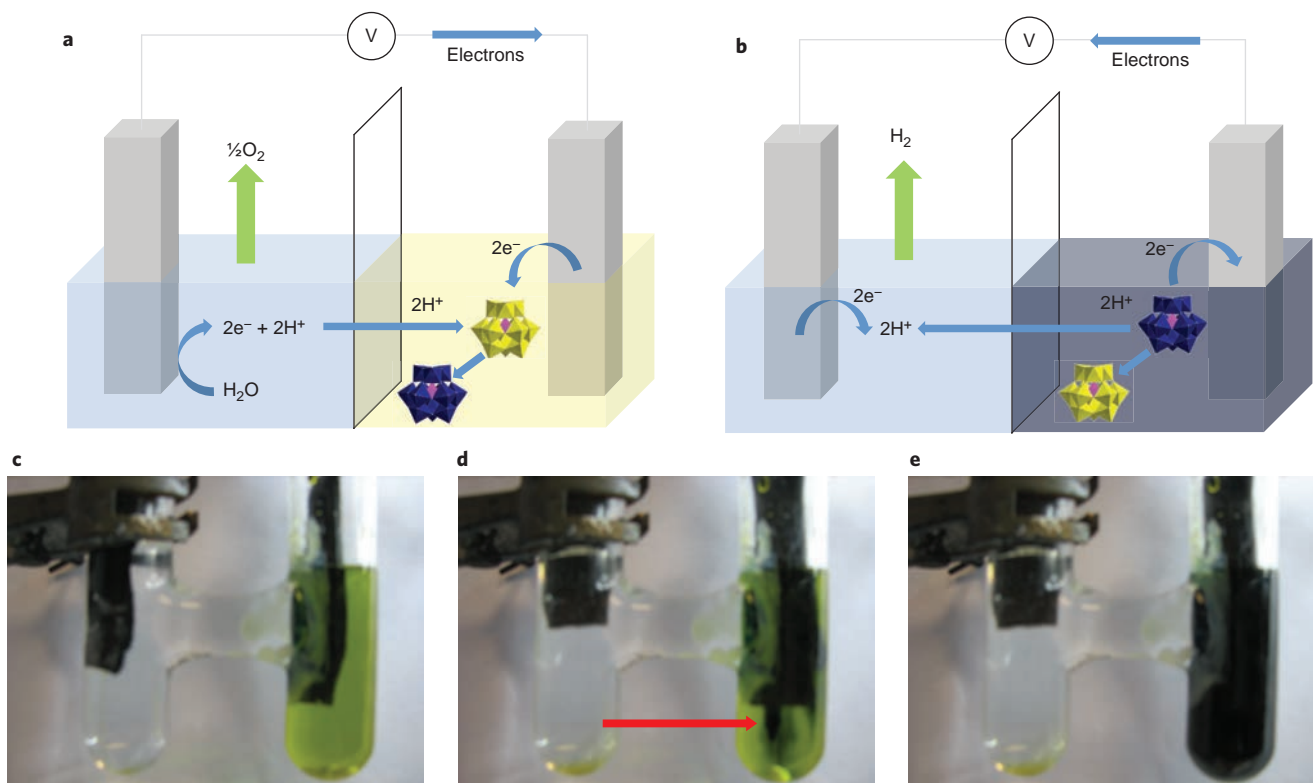 a
V
Electrons
½O₂
2e⁻
2H⁺
2e⁻ + 2H⁺
H₂O
b
V
Electrons
H₂
2e⁻
2e⁻
2H⁺
2H⁺
c
d
e